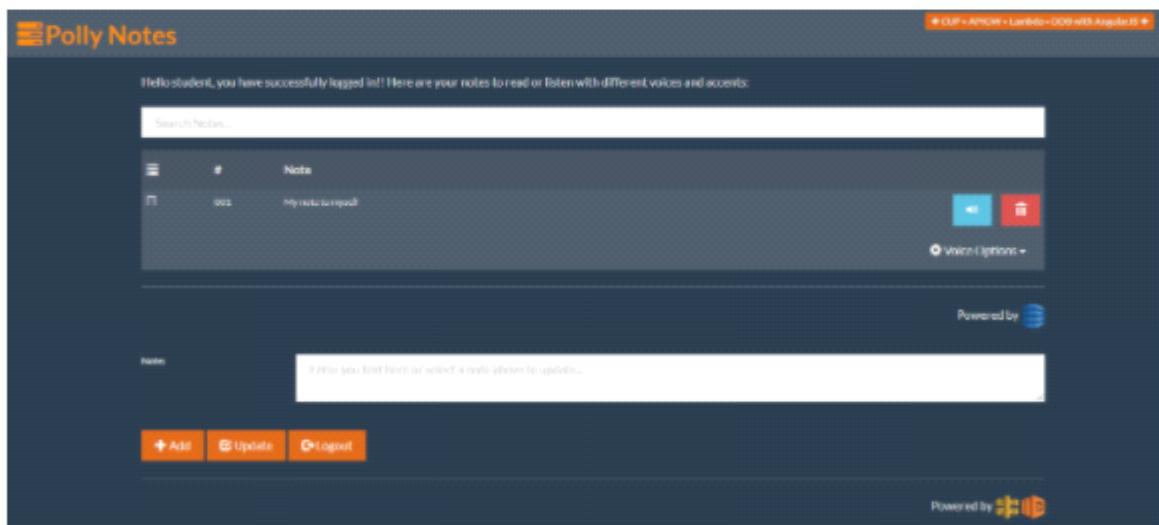 Polly Notes
CUP + APIGW + Lambda + DDB with AngularJS
Hello student, you have successfully logged in!! Here are your notes to read or listen with different voices and accents:
Search Notes...
# Note
001 My note to myself
Voice Options
Powered by
Notes
Enter you text here or select a note above to update...
Add Update Logout
Powered by